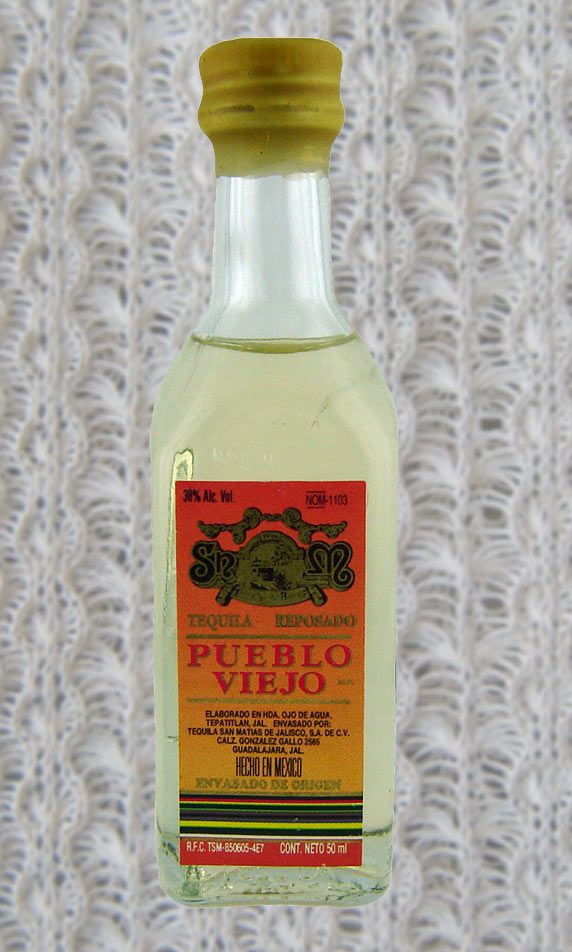 38% Alc. Vol.
NOM-1103
Sn M
TEQUILA REPOSADO
PUEBLO
VIEJO
ELABORADO EN HDA. OJO DE AGUA,
TEPATITLAN, JAL. ENVASADO POR:
TEQUILA SAN MATIAS DE JALISCO, S.A. DE C.V.
CALZ. GONZALEZ GALLO 2565
GUADALAJARA, JAL.
HECHO EN MEXICO
ENVASADO DE ORIGEN
R.F.C. TSM-850605-4E7 CONT. NETO 50 ml